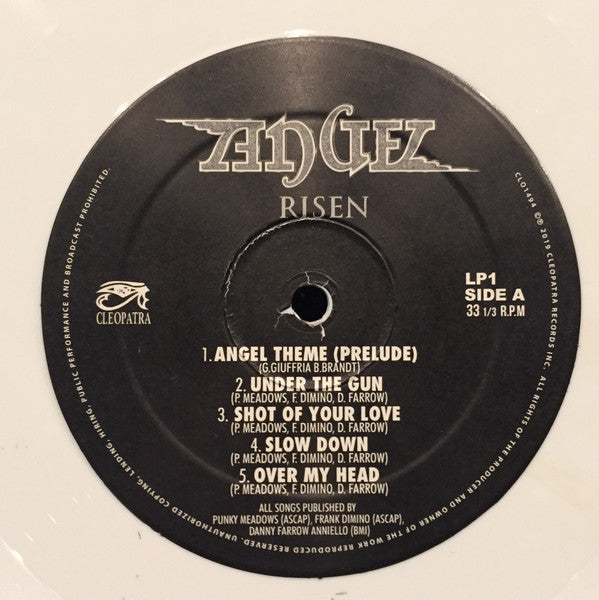 ANGEL
RISEN
CLEOPATRA
LP1
SIDE A
33 1/3 R.P.M
1. ANGEL THEME (PRELUDE)
(G.GIUFFRIA B.BRANDT)
2. UNDER THE GUN
(P. MEADOWS, F. DIMINO, D. FARROW)
3. SHOT OF YOUR LOVE
(P. MEADOWS, F. DIMINO, D. FARROW)
4. SLOW DOWN
(P. MEADOWS, F. DIMINO, D. FARROW)
5. OVER MY HEAD
(P. MEADOWS, F. DIMINO, D. FARROW)
ALL SONGS PUBLISHED BY
PUNKY MEADOWS (ASCAP), FRANK DIMINO (ASCAP),
DANNY FARROW ANNIELLO (BMI)
CLO1494 ©℗ 2019 CLEOPATRA RECORDS INC. ALL RIGHTS OF THE PRODUCER AND OWNER OF THE WORK REPRODUCED RESERVED. UNAUTHORIZED COPYING, LENDING, HIRING, PUBLIC PERFORMANCE AND BROADCAST PROHIBITED.